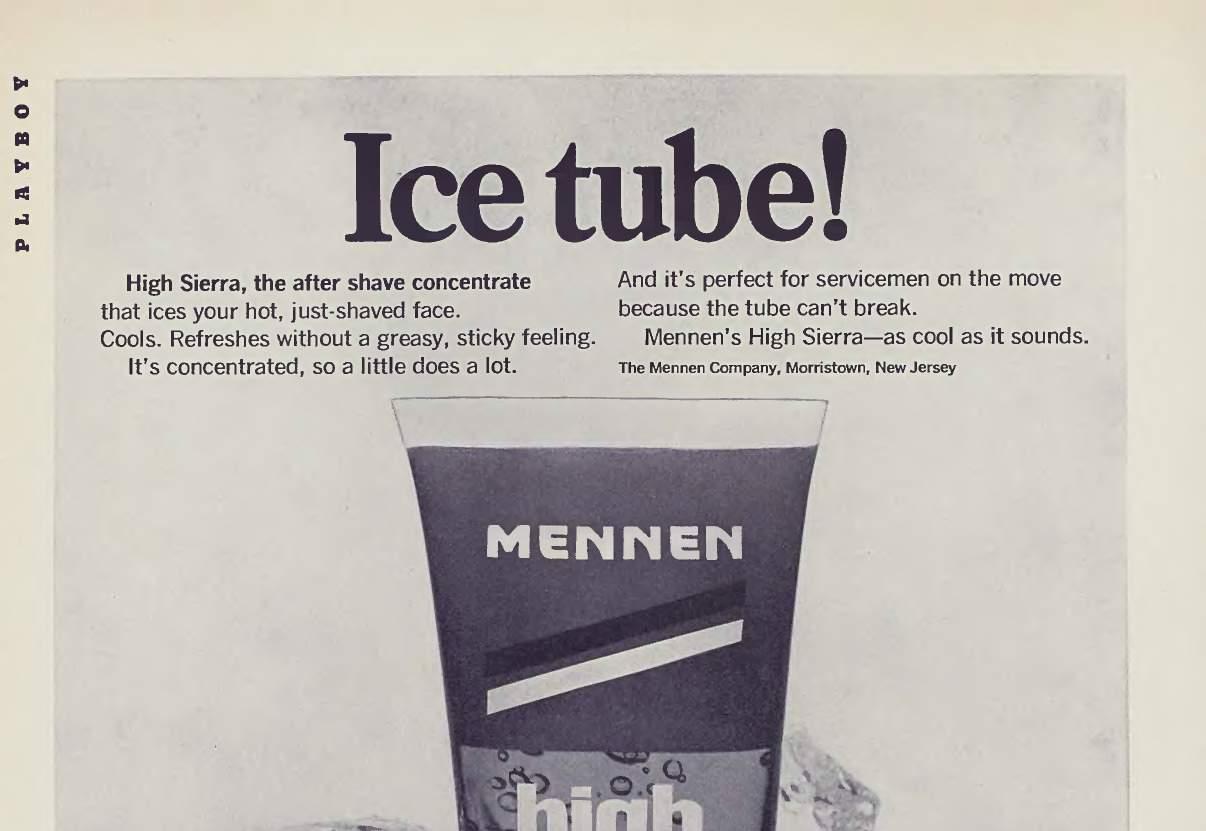 PLAYBOY
Ice tube!
High Sierra, the after shave concentrate
that ices your hot, just-shaved face.
Cools. Refreshes without a greasy, sticky feeling.
It's concentrated, so a little does a lot.
And it's perfect for servicemen on the move
because the tube can't break.
Mennen's High Sierra—as cool as it sounds.
The Mennen Company, Morristown, New Jersey
MENNEN
high